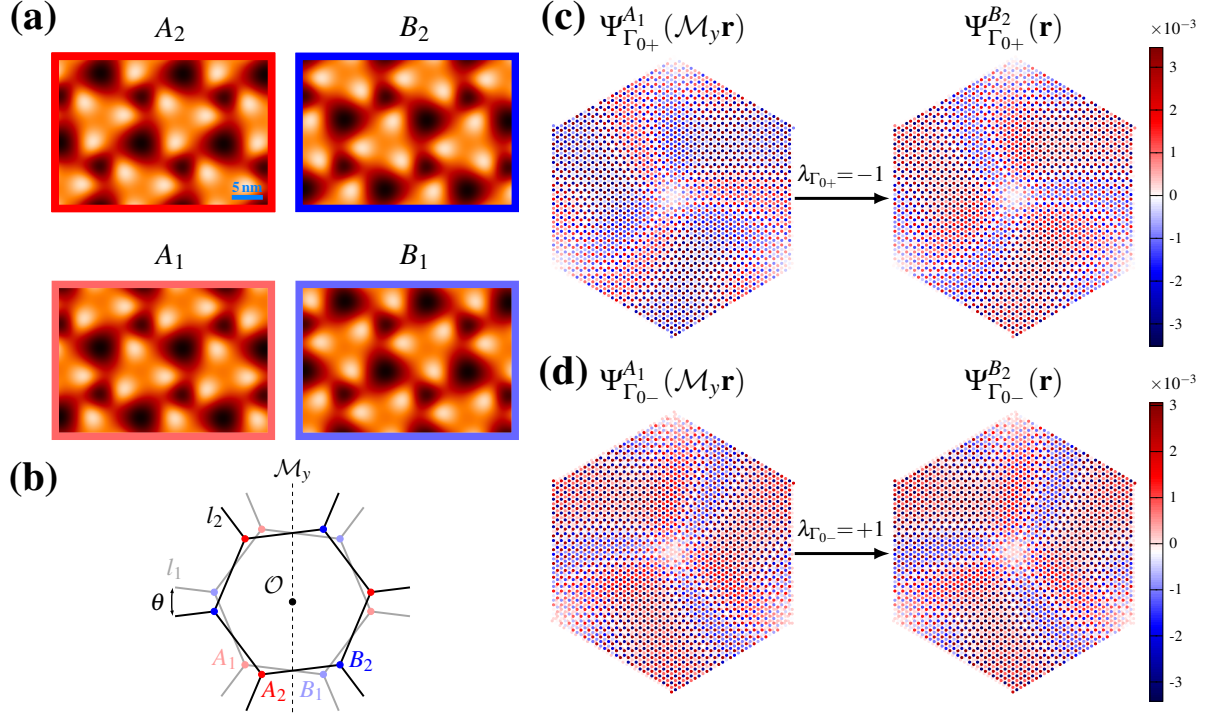 (a)
A₂
B₂
5 nm
A₁
B₁
(b)
ℳ_y
l₂
l₁
θ
𝒪
A₁
A₂
B₁
B₂
(c)
Ψ^{A₁}_{Γ₀₊}(ℳ_y r)
Ψ^{B₂}_{Γ₀₊}(r)
λ_{Γ₀₊}=−1
×10⁻³
3
2
1
0
-1
-2
-3
(d)
Ψ^{A₁}_{Γ₀₋}(ℳ_y r)
Ψ^{B₂}_{Γ₀₋}(r)
λ_{Γ₀₋}=+1
×10⁻³
3
2
1
0
-1
-2
-3